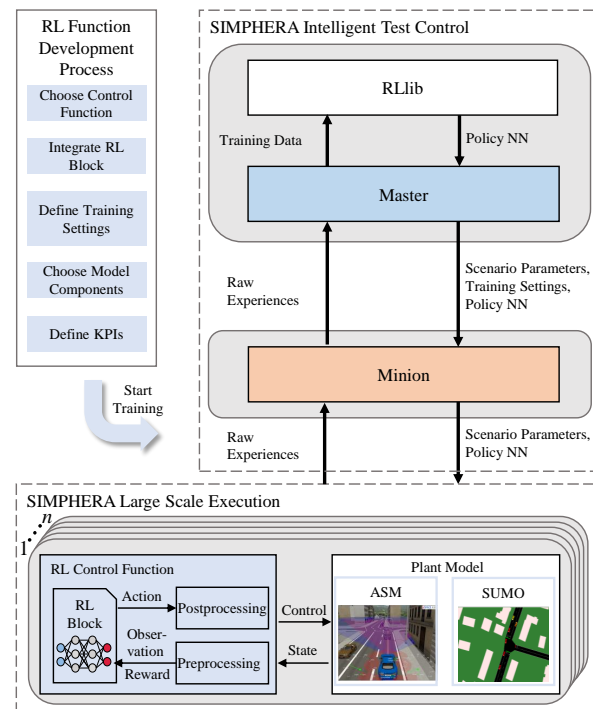 RL Function
Development
Process
Choose Control
Function
Integrate RL
Block
Define Training
Settings
Choose Model
Components
Define KPIs
Start
Training
SIMPHERA Intelligent Test Control
RLlib
Training Data
Policy NN
Master
Raw
Experiences
Scenario Parameters,
Training Settings,
Policy NN
Minion
Raw
Experiences
Scenario Parameters,
Policy NN
SIMPHERA Large Scale Execution
n
1
RL Control Function
RL
Block
Action
Postprocessing
Obser-
vation
Reward
Preprocessing
Control
State
Plant Model
ASM
SUMO